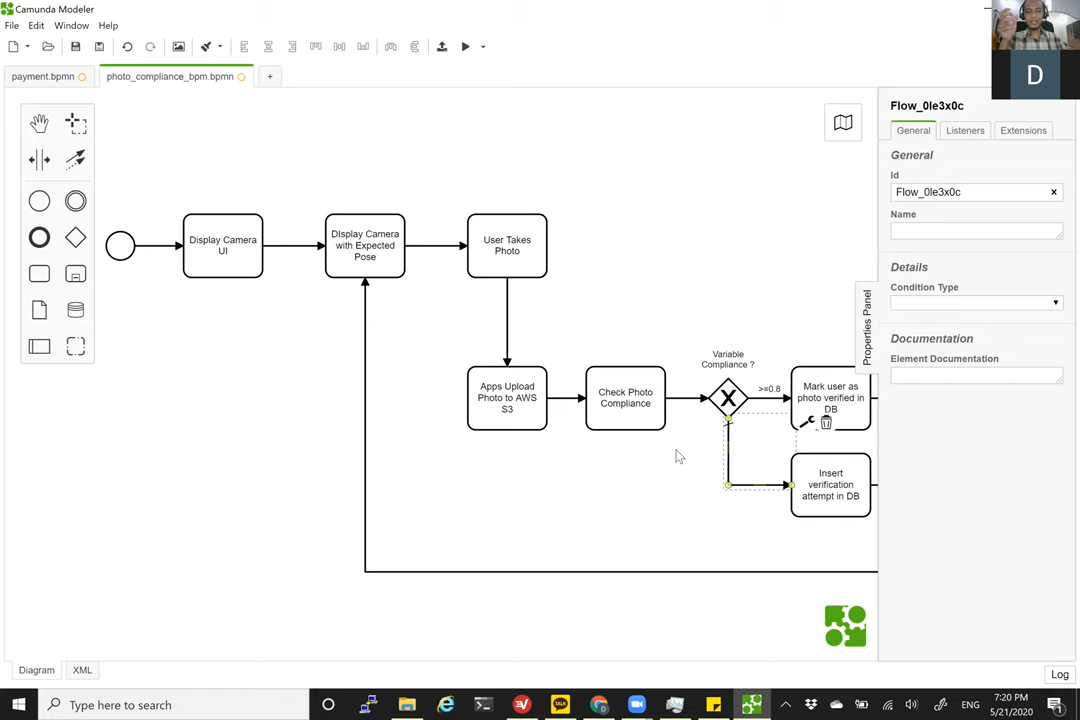 Camunda Modeler
File Edit Window Help
payment.bpmn
photo_compliance_bpm.bpmn
+
D
Flow_0le3x0c
General Listeners Extensions
General
Id
Flow_0le3x0c
Name
Details
Condition Type
Documentation
Element Documentation
Properties Panel
Display Camera
UI
DIsplay Camera
with Expected
Pose
User Takes
Photo
Apps Upload
Photo to AWS
S3
Check Photo
Compliance
Variable
Compliance ?
X
>=0.8
Mark user as
photo verified in
DB
Insert
verification
attempt in DB
Diagram XML
Log
Type here to search
TALK
ENG
7:20 PM
5/21/2020